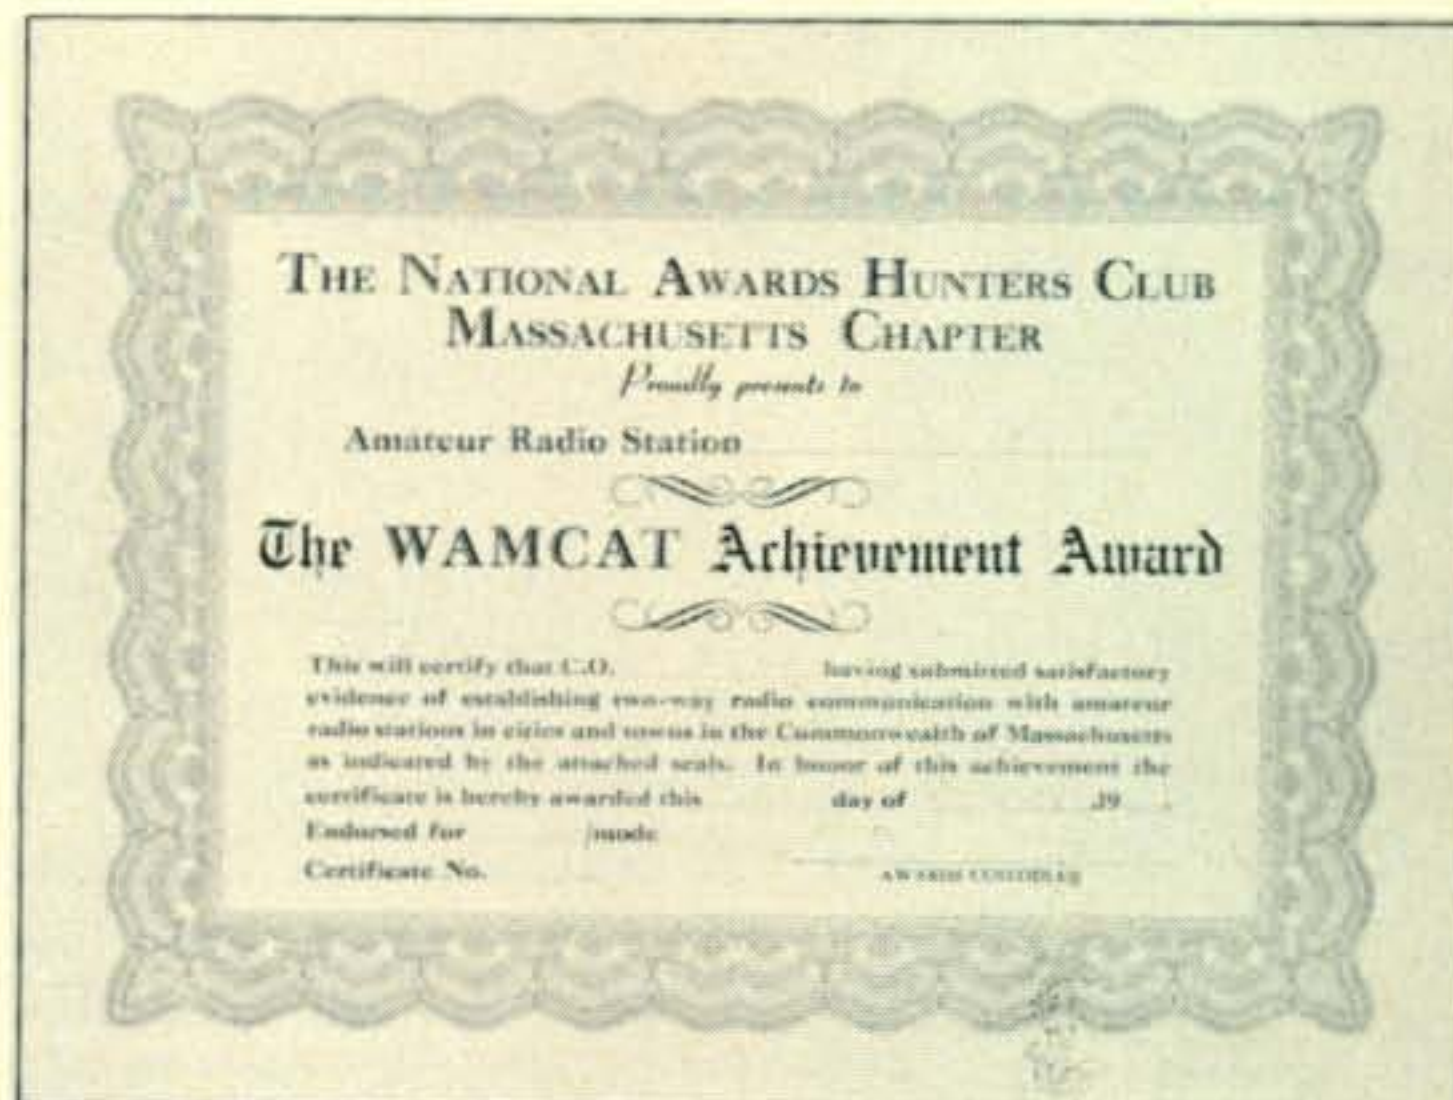 THE NATIONAL AWARDS HUNTERS CLUB
MASSACHUSETTS CHAPTER
Proudly presents to
Amateur Radio Station
The WAMCAT Achievement Award
This will certify that C.O. having submitted satisfactory
evidence of establishing two-way radio communication with amateur
radio stations in cities and towns in the Commonwealth of Massachusetts
as indicated by the attached seals. In honor of this achievement the
certificate is hereby awarded this day of ,19 .
Endorsed for /mode
Certificate No.
AWARDS CUSTODIAN